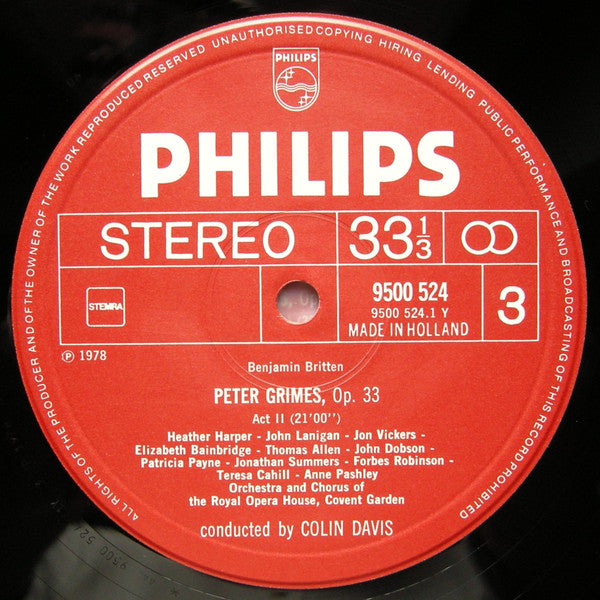 ALL RIGHTS OF THE PRODUCER AND OF THE OWNER OF THE WORK REPRODUCED RESERVED UNAUTHORISED COPYING HIRING LENDING PUBLIC PERFORMANCE AND BROADCASTING OF THIS RECORD PROHIBITED
PHILIPS
PHILIPS
STEREO 33 1/3
STEMRA
9500 524
9500 524.1 Y
MADE IN HOLLAND
3
℗ 1978
Benjamin Britten
PETER GRIMES, Op. 33
Act II (21'00'')
Heather Harper - John Lanigan - Jon Vickers -
Elizabeth Bainbridge - Thomas Allen - John Dobson -
Patricia Payne - Jonathan Summers - Forbes Robinson -
Teresa Cahill - Anne Pashley
Orchestra and Chorus of
the Royal Opera House, Covent Garden
conducted by COLIN DAVIS